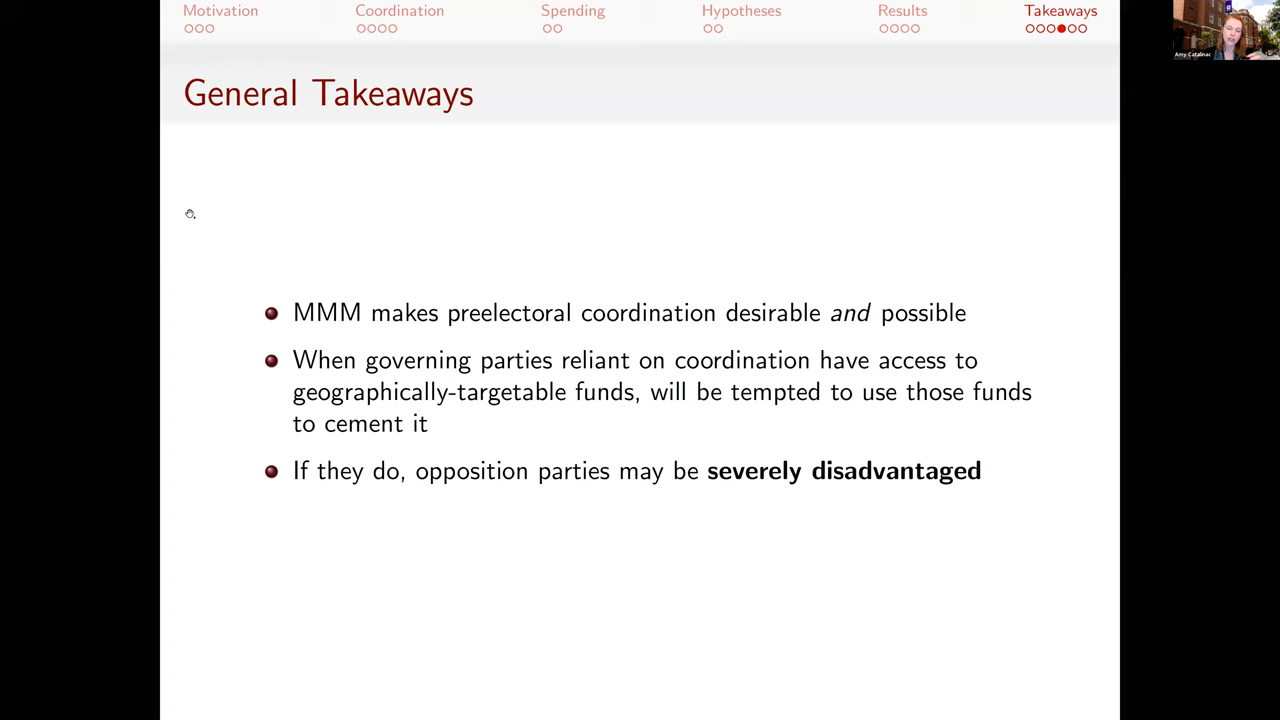 Motivation
Coordination
Spending
Hypotheses
Results
Takeaways
Amy Catalinac
General Takeaways
MMM makes preelectoral coordination desirable and possible
When governing parties reliant on coordination have access to
geographically-targetable funds, will be tempted to use those funds
to cement it
If they do, opposition parties may be severely disadvantaged